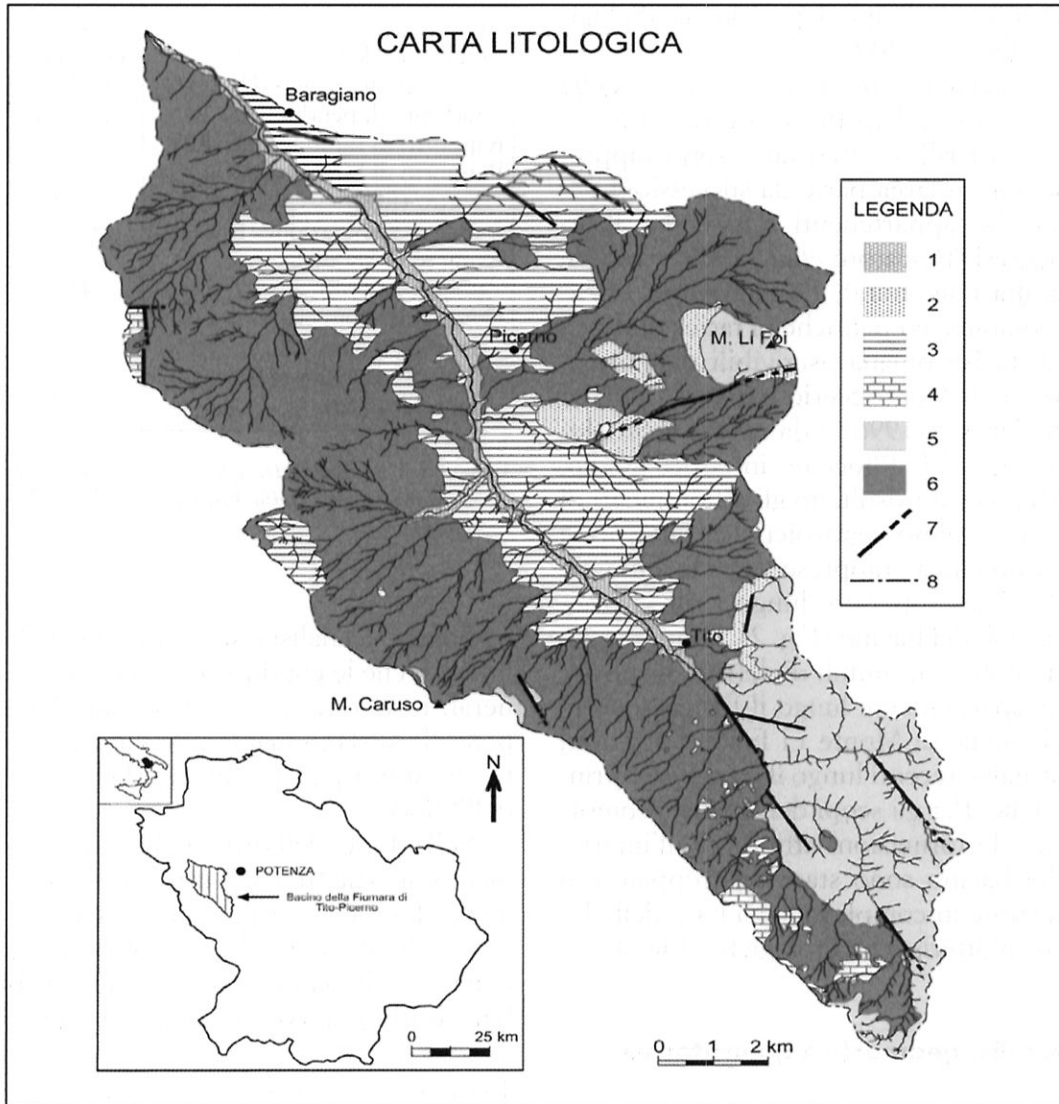 CARTA LITOLOGICA
Baragiano
LEGENDA
1
2
3
4
5
6
7
8
M. Li Foi
Picerno
Tito
M. Caruso
N
POTENZA
Bacino della Fiumara di
Tito-Picerno
0 25 km
0 1 2 km